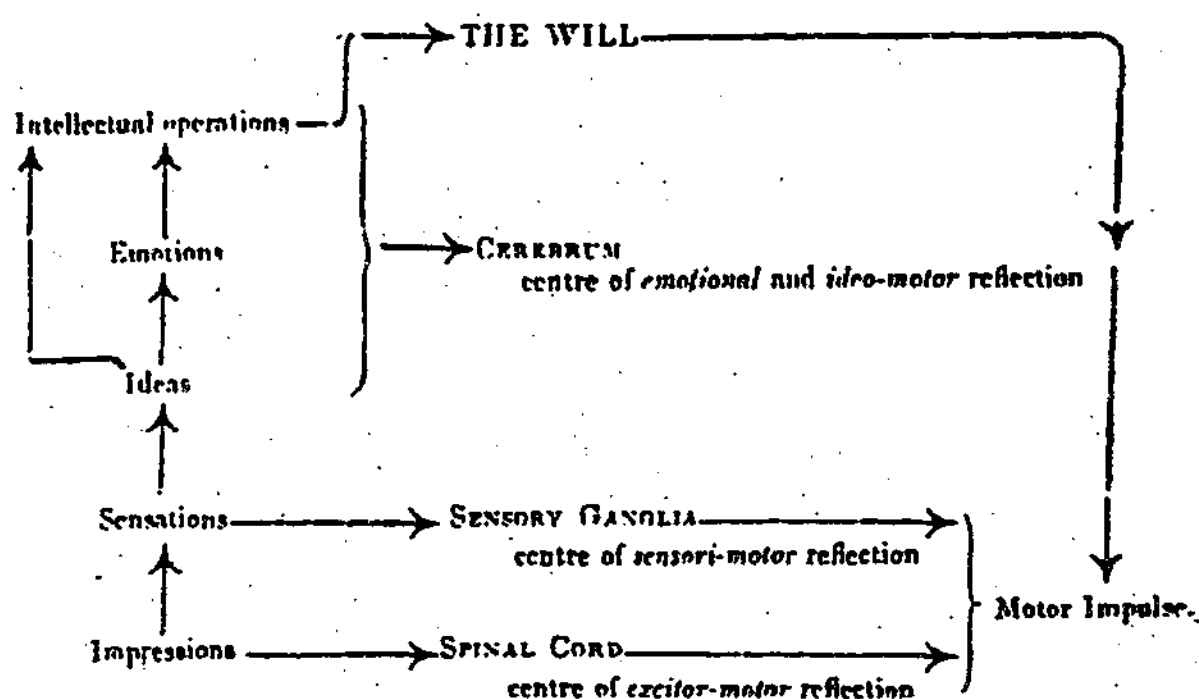 THE WILL
Intellectual operations
Emotions
CEREBRUM
centre of emotional and ideo-motor reflection
Ideas
Sensations
SENSORY GANGLIA
centre of sensori-motor reflection
Motor Impulse.
Impressions
SPINAL CORD
centre of excitor-motor reflection